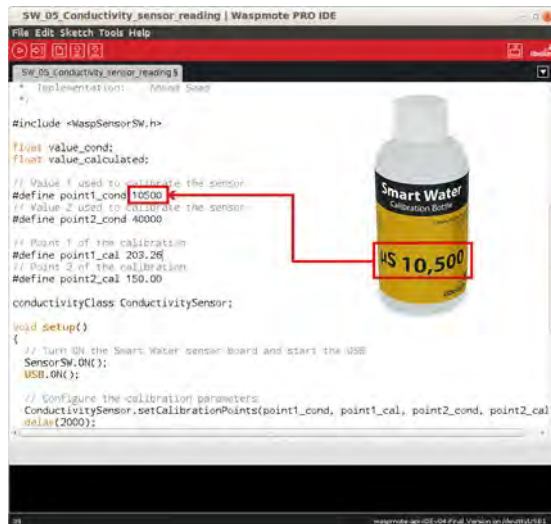 SW_05_Conductivity_sensor_reading | Waspmote PRO IDE
File Edit Sketch Tools Help
SW_05_Conductivity_sensor_reading §
* Implementation: Ahmad Saad
*/
#include <WaspSensorSW.h>
float value_cond;
float value_calculated;
// Value 1 used to calibrate the sensor
#define point1_cond 10500
// Value 2 used to calibrate the sensor
#define point2_cond 40000
// Point 1 of the calibration
#define point1_cal 203.26
// Point 2 of the calibration
#define point2_cal 150.00
conductivityClass ConductivitySensor;
void setup()
{
// Turn ON the Smart Water sensor board and start the USB
SensorSW.ON();
USB.ON();
// Configure the calibration parameters
ConductivitySensor.setCalibrationPoints(point1_cond, point1_cal, point2_cond, point2_cal
delay(2000);
Smart Water
Calibration Bottle
µS 10,500